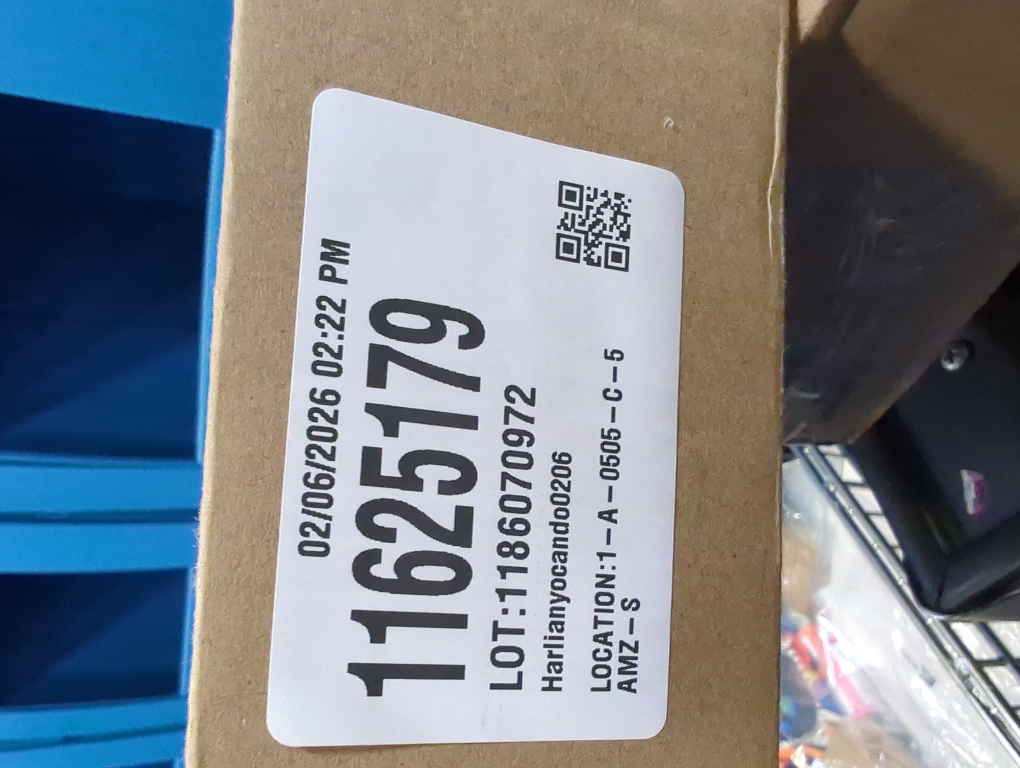 02/06/2026 02:22 PM
11625179
LOT:1186070972
Harlianyocando0206
LOCATION:1-A-0505-C-5
AMZ-S